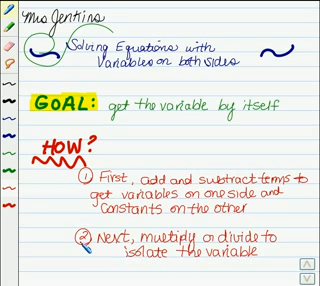 Mrs Jenkins
Solving Equations with
Variables on both sides
GOAL: get the variable by itself
HOW?
① First, add and subtract terms to
get variables on one side and
constants on the other
② Next, multiply or divide to
isolate the variable